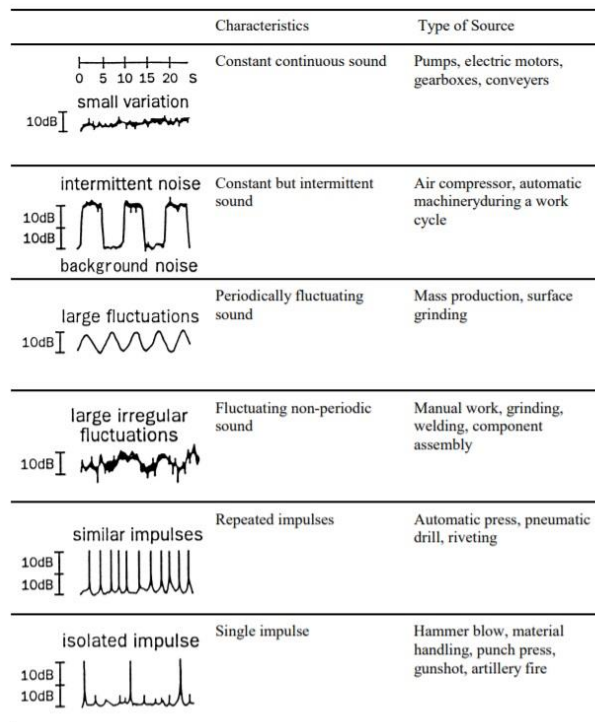 Characteristics Type of Source
0 5 10 15 20 S
small variation
10dB
Constant continuous sound
Pumps, electric motors,
gearboxes, conveyers
intermittent noise
10dB
10dB
background noise
Constant but intermittent
sound
Air compressor, automatic
machineryduring a work
cycle
large fluctuations
10dB
Periodically fluctuating
sound
Mass production, surface
grinding
large irregular
fluctuations
10dB
Fluctuating non-periodic
sound
Manual work, grinding,
welding, component
assembly
similar impulses
10dB
10dB
Repeated impulses
Automatic press, pneumatic
drill, riveting
isolated impulse
10dB
10dB
Single impulse
Hammer blow, material
handling, punch press,
gunshot, artillery fire